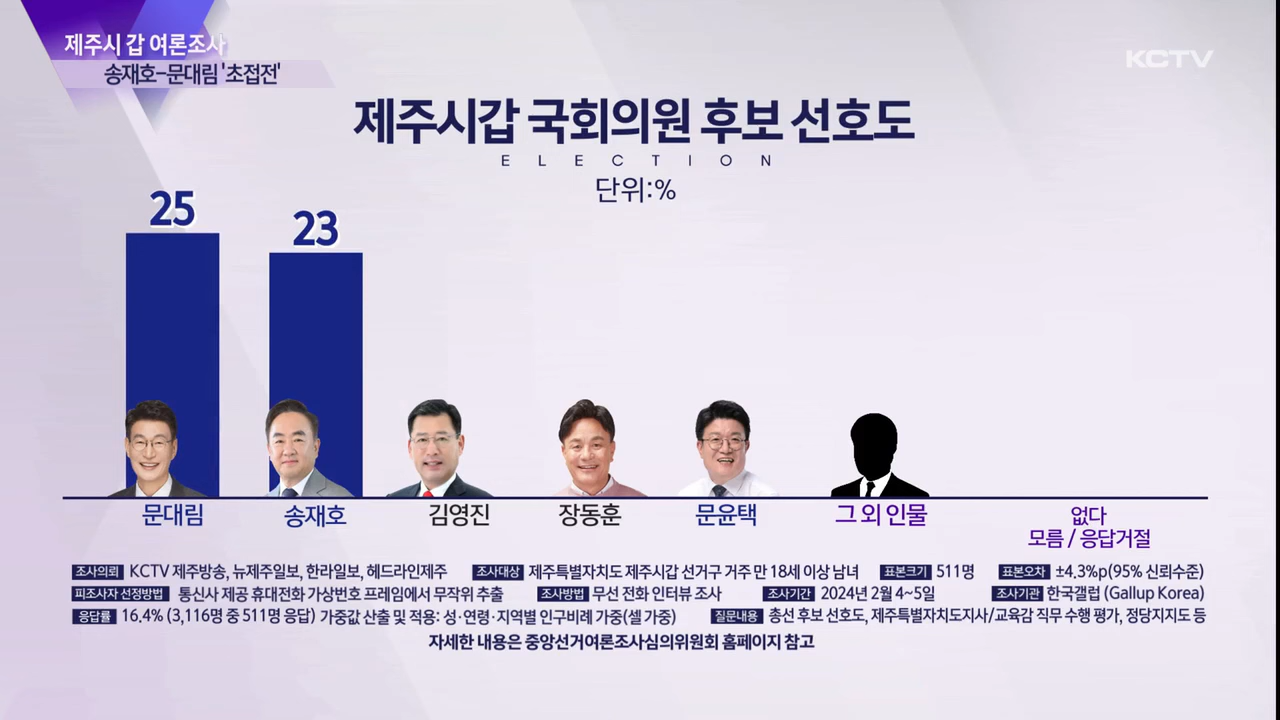 제주시 갑 여론조사
송재호-문대림 '초접전'
KCTV
제주시갑 국회의원 후보 선호도
ELECTION
단위:%
25
23
문대림
송재호
김영진
장동훈
문윤택
그 외 인물
없다
모름 / 응답거절
조사의뢰 KCTV 제주방송, 뉴제주일보, 한라일보, 헤드라인제주 조사대상 제주특별자치도 제주시갑 선거구 거주 만 18세 이상 남녀 표본크기 511명 표본오차 ±4.3%p(95% 신뢰수준)
피조사자 선정방법 통신사 제공 휴대전화 가상번호 프레임에서 무작위 추출 조사방법 무선 전화 인터뷰 조사 조사기간 2024년 2월 4~5일 조사기관 한국갤럽 (Gallup Korea)
응답률 16.4% (3,116명 중 511명 응답) 가중값 산출 및 적용: 성·연령·지역별 인구비례 가중(셀 가중) 질문내용 총선 후보 선호도, 제주특별자치도지사/교육감 직무 수행 평가, 정당지지도 등
자세한 내용은 중앙선거여론조사심의위원회 홈페이지 참고